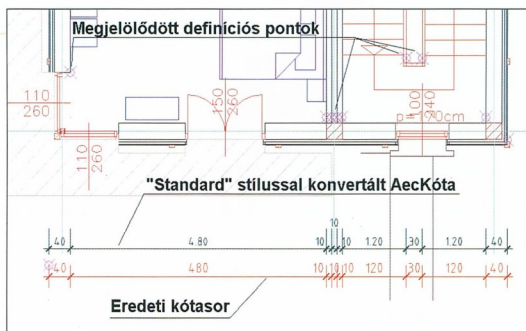 Megjelölődött definíciós pontok
110
260
150
260
100
240
p = 90cm
110
260
"Standard" stílussal konvertált AecKóta
10
40 4.80 10 10 10 1.20 30 1.20 40
40 480 10 10 10 120 30 120 40
Eredeti kótasor